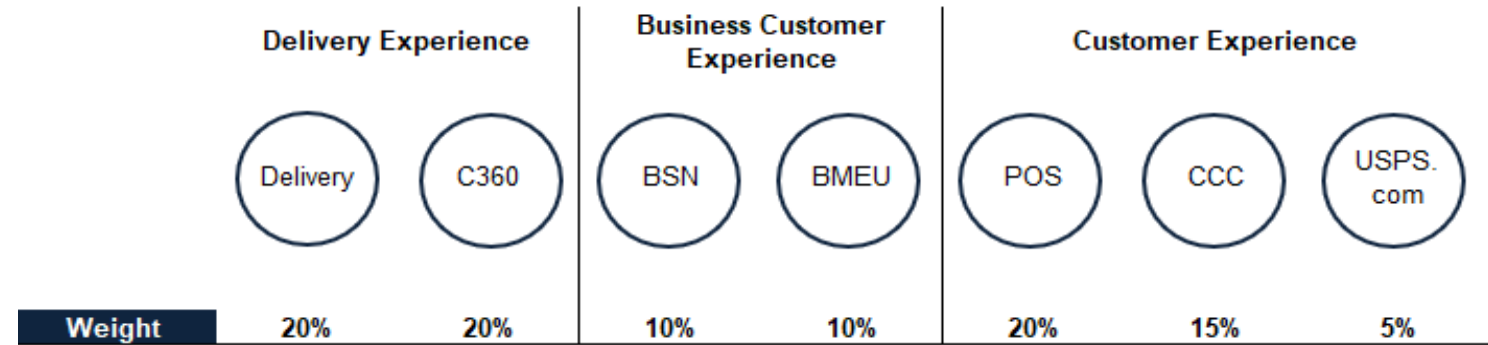 Delivery Experience
Business Customer
Experience
Customer Experience
Delivery
C360
BSN
BMEU
POS
CCC
USPS.
com
Weight 20% 20% 10% 10% 20% 15% 5%